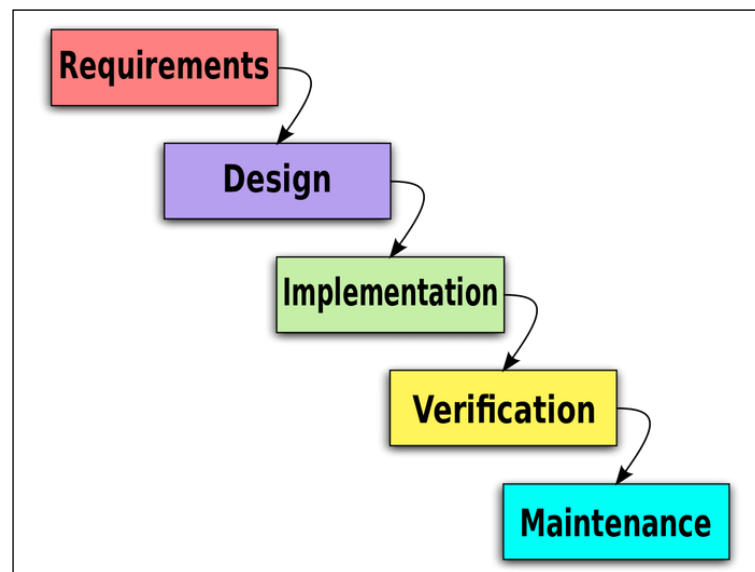 Requirements
Design
Implementation
Verification
Maintenance